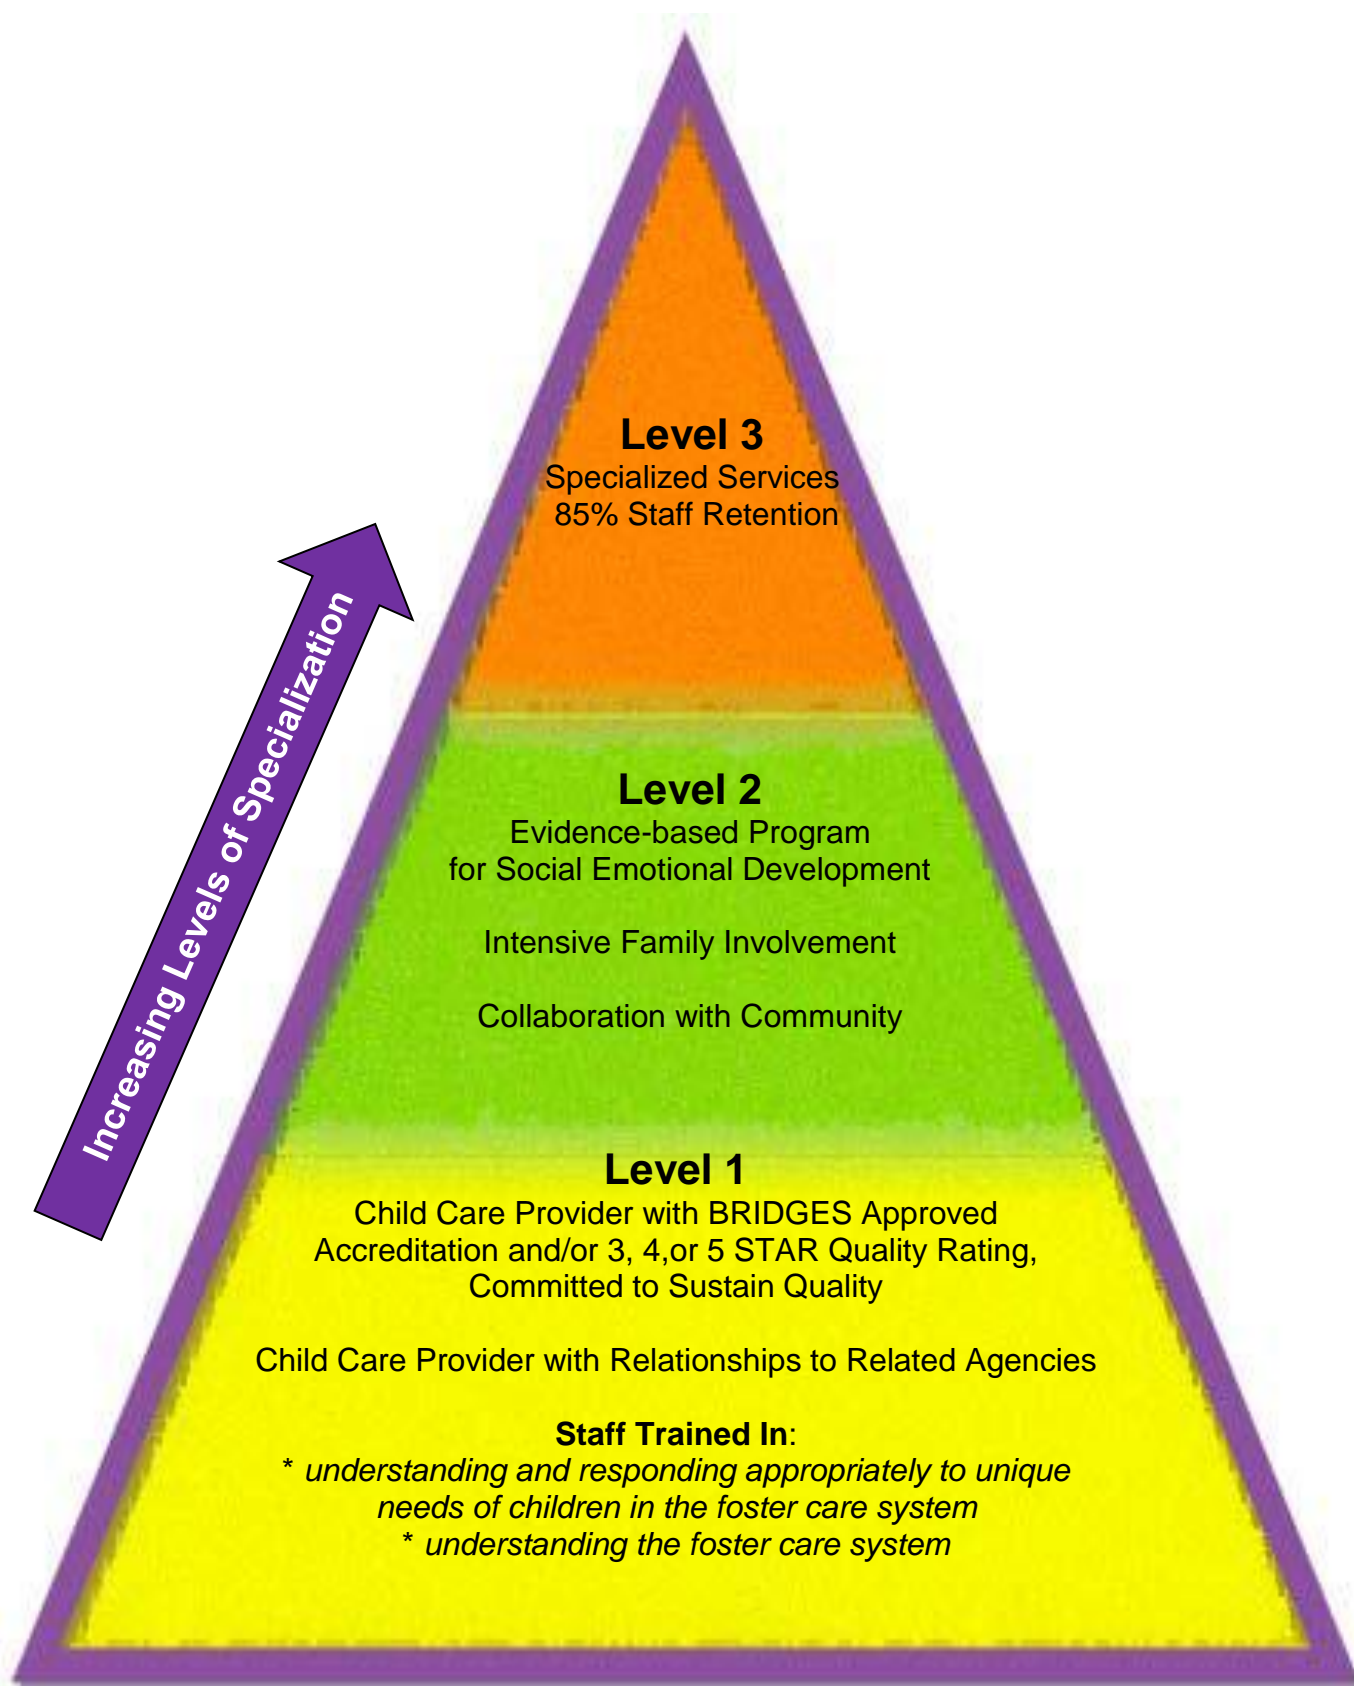 Level 3
Specialized Services
85% Staff Retention
Increasing Levels of Specialization
Level 2
Evidence-based Program
for Social Emotional Development
Intensive Family Involvement
Collaboration with Community
Level 1
Child Care Provider with BRIDGES Approved
Accreditation and/or 3, 4,or 5 STAR Quality Rating,
Committed to Sustain Quality
Child Care Provider with Relationships to Related Agencies
Staff Trained In:
* understanding and responding appropriately to unique
needs of children in the foster care system
* understanding the foster care system